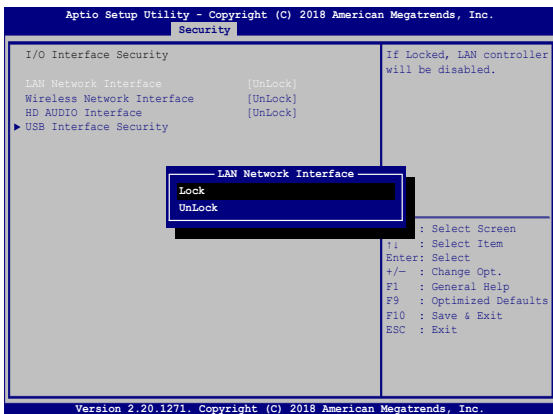 Aptio Setup Utility - Copyright (C) 2018 American Megatrends, Inc.
Security
I/O Interface Security
LAN Network Interface [UnLock]
Wireless Network Interface [UnLock]
HD AUDIO Interface [UnLock]
USB Interface Security
If Locked, LAN controller
will be disabled.
LAN Network Interface
Lock
UnLock
: Select Screen
↑↓ : Select Item
Enter: Select
+/— : Change Opt.
F1 : General Help
F9 : Optimized Defaults
F10 : Save & Exit
ESC : Exit
Version 2.20.1271. Copyright (C) 2018 American Megatrends, Inc.